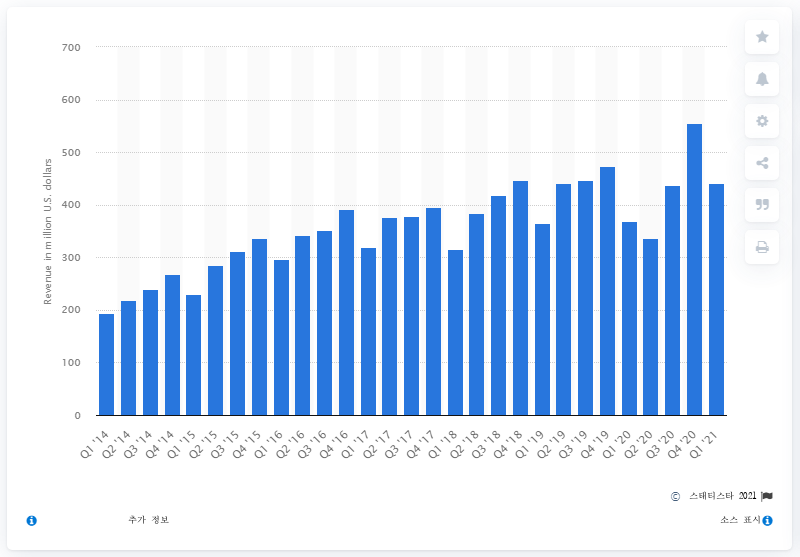 700
600
500
400
300
200
100
0
Revenue in million U.S. dollars
Q1 '14
Q2 '14
Q3 '14
Q4 '14
Q1 '15
Q2 '15
Q3 '15
Q4 '15
Q1 '16
Q2 '16
Q3 '16
Q4 '16
Q1 '17
Q2 '17
Q3 '17
Q4 '17
Q1 '18
Q2 '18
Q3 '18
Q4 '18
Q1 '19
Q2 '19
Q3 '19
Q4 '19
Q1 '20
Q2 '20
Q3 '20
Q4 '20
Q1 '21
© 스태티스타 2021
추가 정보
소스 표시